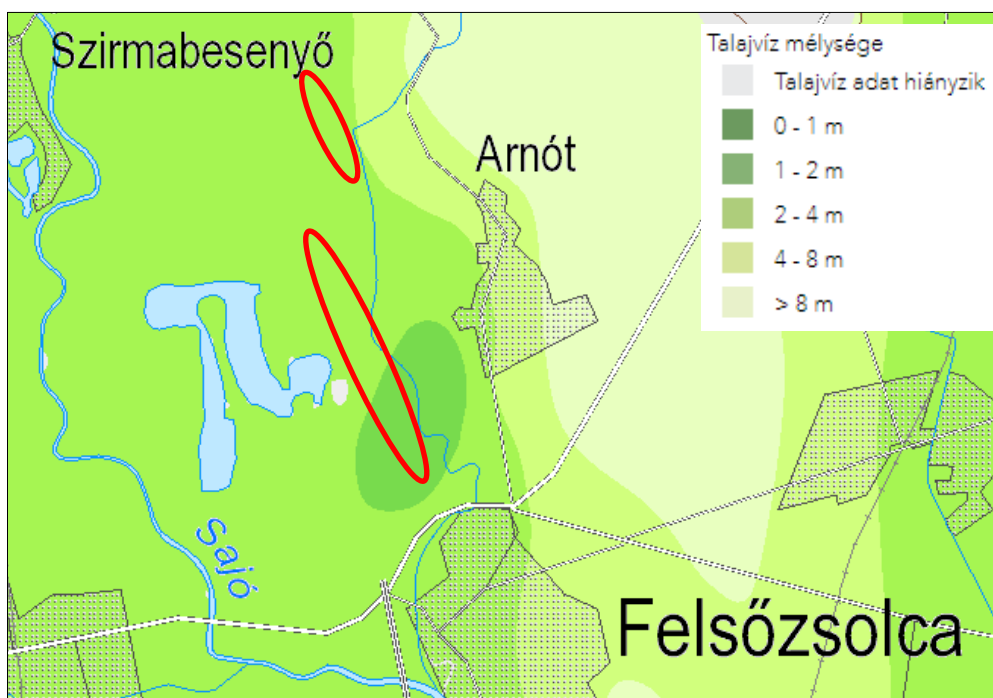 Szirmabesenyő
Arnót
Sajó
Felsőzsolca
Talajvíz mélysége
Talajvíz adat hiányzik
0 - 1 m
1 - 2 m
2 - 4 m
4 - 8 m
> 8 m